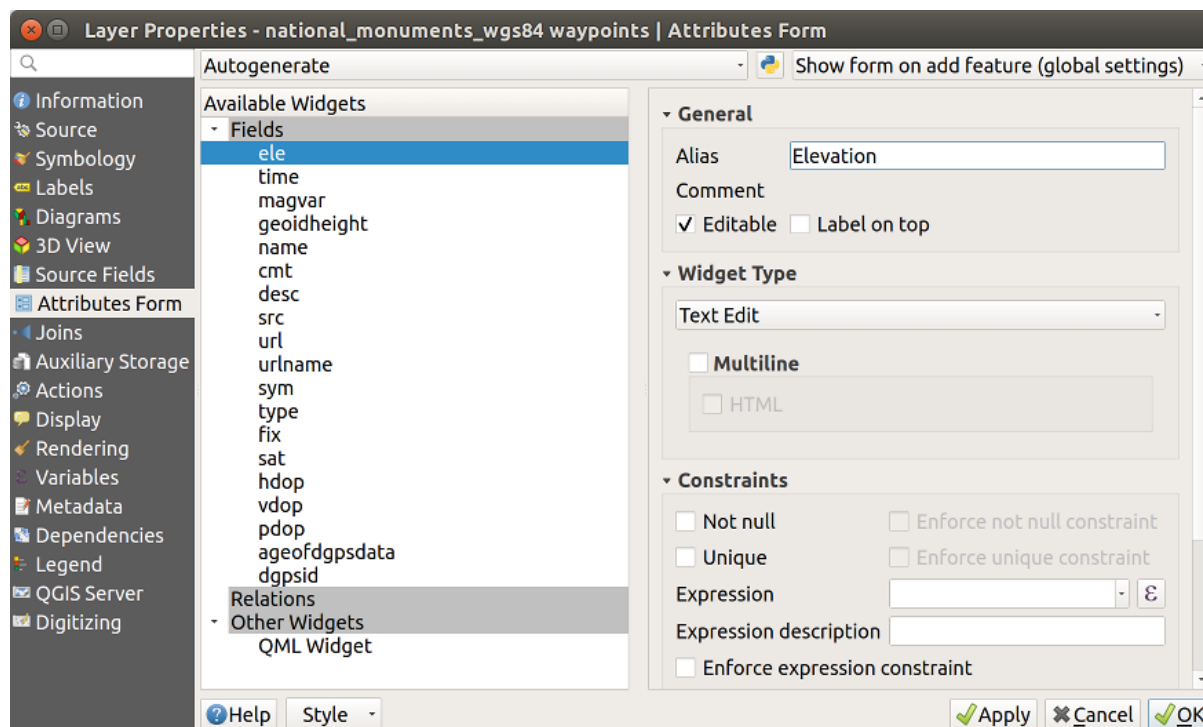 Layer Properties - national_monuments_wgs84 waypoints | Attributes Form
Autogenerate
Show form on add feature (global settings)
Information
Source
Symbology
Labels
Diagrams
3D View
Source Fields
Attributes Form
Joins
Auxiliary Storage
Actions
Display
Rendering
Variables
Metadata
Dependencies
Legend
QGIS Server
Digitizing
Available Widgets
Fields
ele
time
magvar
geoidheight
name
cmt
desc
src
url
urlname
sym
type
fix
sat
hdop
vdop
pdop
ageofdgpsdata
dgpsid
Relations
Other Widgets
QML Widget
General
Alias Elevation
Comment
Editable Label on top
Widget Type
Text Edit
Multiline
HTML
Constraints
Not null Enforce not null constraint
Unique Enforce unique constraint
Expression ε
Expression description
Enforce expression constraint
Help Style Apply Cancel OK